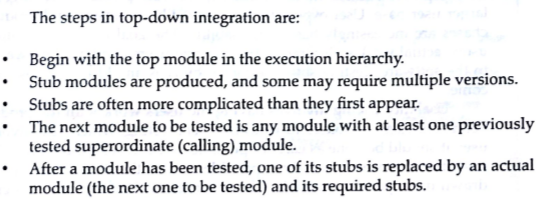 The steps in top-down integration are:
• Begin with the top module in the execution hierarchy.
• Stub modules are produced, and some may require multiple versions.
• Stubs are often more complicated than they first appear.
• The next module to be tested is any module with at least one previously
tested superordinate (calling) module.
• After a module has been tested, one of its stubs is replaced by an actual
module (the next one to be tested) and its required stubs.